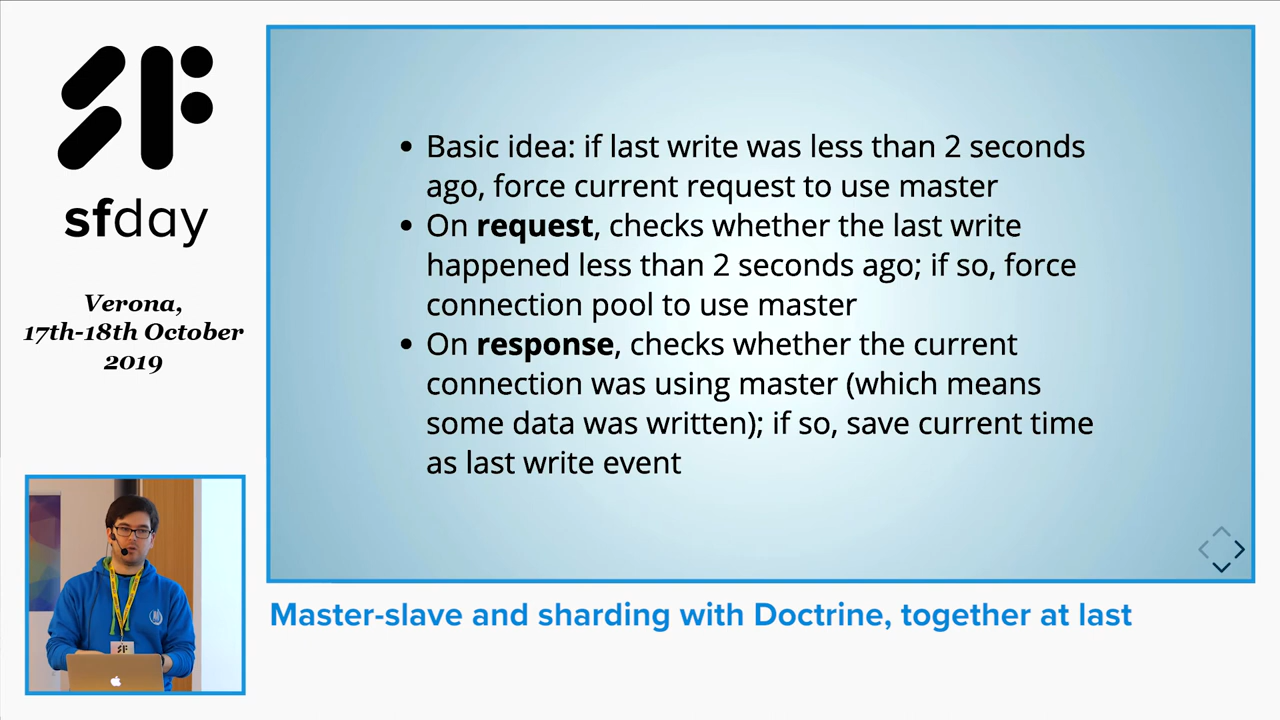 sfday
Verona,
17th-18th October
2019
Basic idea: if last write was less than 2 seconds
ago, force current request to use master
On request, checks whether the last write
happened less than 2 seconds ago; if so, force
connection pool to use master
On response, checks whether the current
connection was using master (which means
some data was written); if so, save current time
as last write event
Master-slave and sharding with Doctrine, together at last